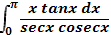 ∫₀^π (x tanx dx)/(secx cosecx)